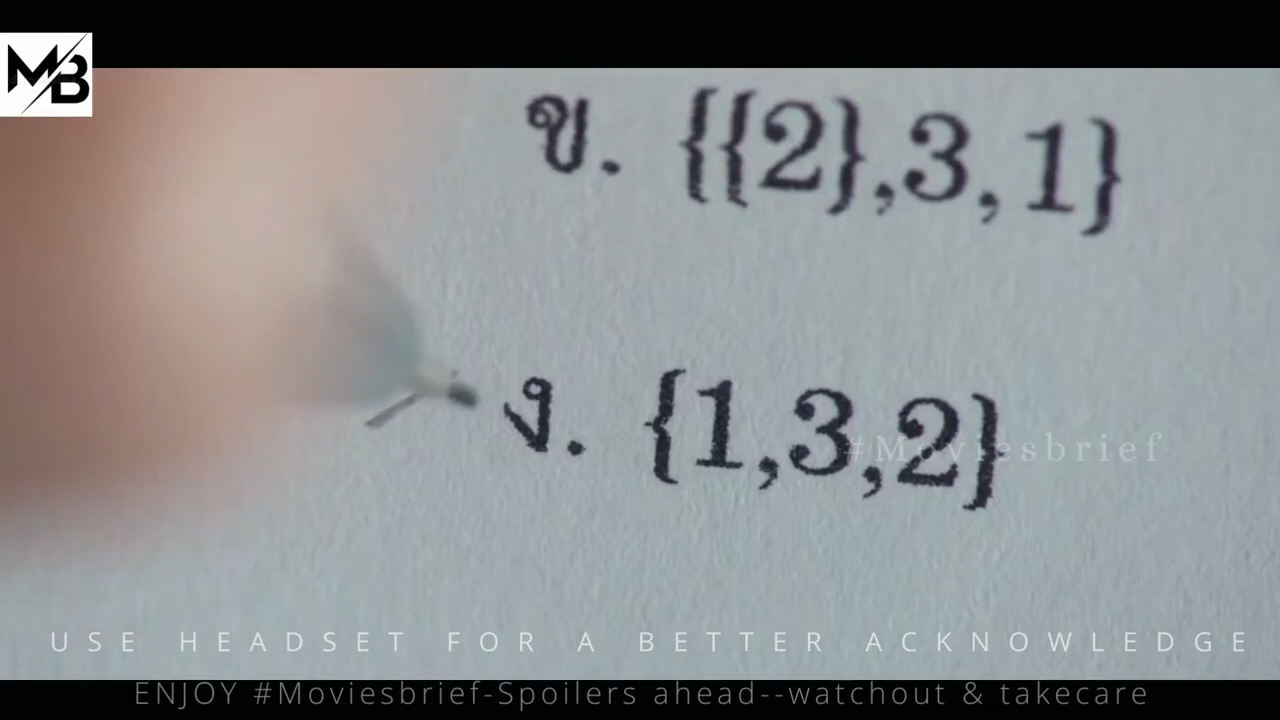 MB
ข. {{2},3,1}
ง. {1,3,2}
#Moviesbrief
USE HEADSET FOR A BETTER ACKNOWLEDGE
ENJOY #Moviesbrief-Spoilers ahead--watchout & takecare